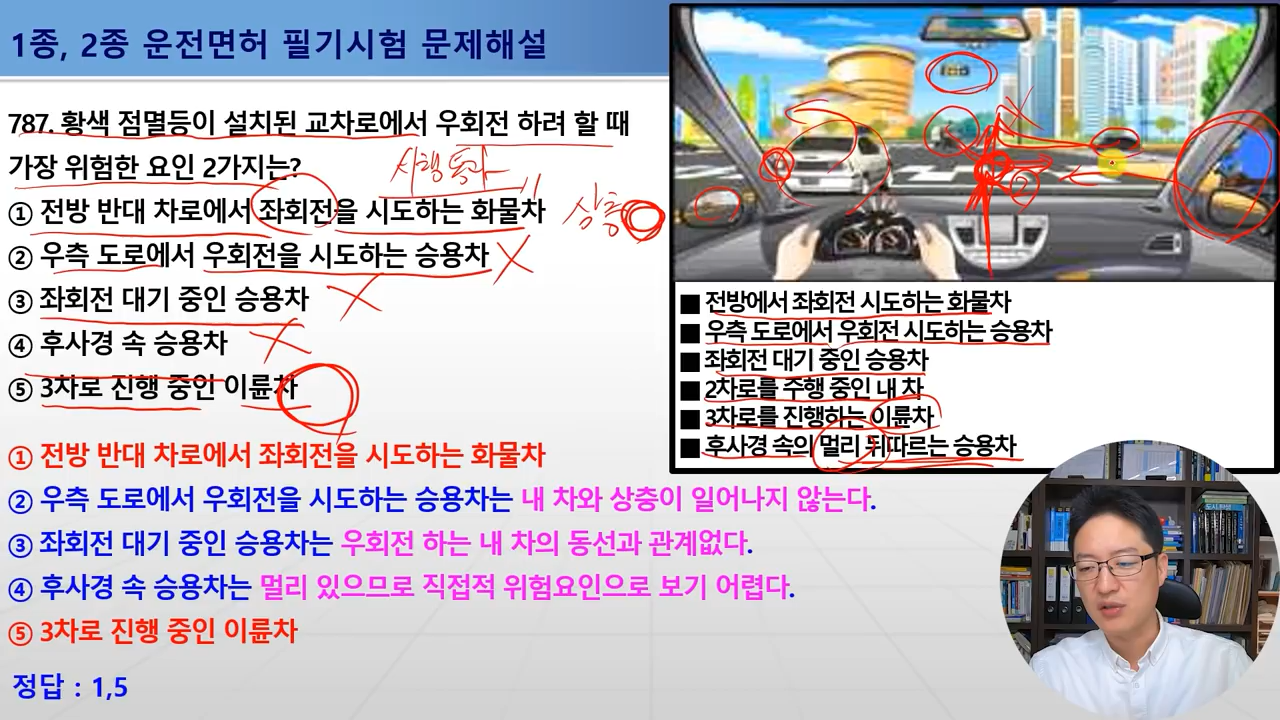 1종, 2종 운전면허 필기시험 문제해설
787. 황색 점멸등이 설치된 교차로에서 우회전 하려 할 때
가장 위험한 요인 2가지는?
서행 통과
① 전방 반대 차로에서 좌회전을 시도하는 화물차
상충
② 우측 도로에서 우회전을 시도하는 승용차
③ 좌회전 대기 중인 승용차
④ 후사경 속 승용차
⑤ 3차로 진행 중인 이륜차
① 전방 반대 차로에서 좌회전을 시도하는 화물차
② 우측 도로에서 우회전을 시도하는 승용차는 내 차와 상충이 일어나지 않는다.
③ 좌회전 대기 중인 승용차는 우회전 하는 내 차의 동선과 관계없다.
④ 후사경 속 승용차는 멀리 있으므로 직접적 위험요인으로 보기 어렵다.
⑤ 3차로 진행 중인 이륜차
정답 : 1,5
■ 전방에서 좌회전 시도하는 화물차
■ 우측 도로에서 우회전 시도하는 승용차
■ 좌회전 대기 중인 승용차
■ 2차로를 주행 중인 내 차
■ 3차로를 진행하는 이륜차
■ 후사경 속의 멀리 뒤따르는 승용차